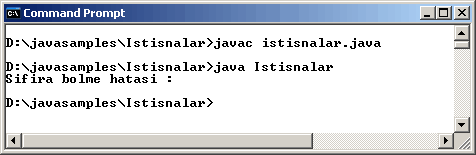 Command Prompt
D:\javasamples\Istisnalar>javac istisnalar.java
D:\javasamples\Istisnalar>java Istisnalar
Sifira bolme hatasi :
D:\javasamples\Istisnalar>